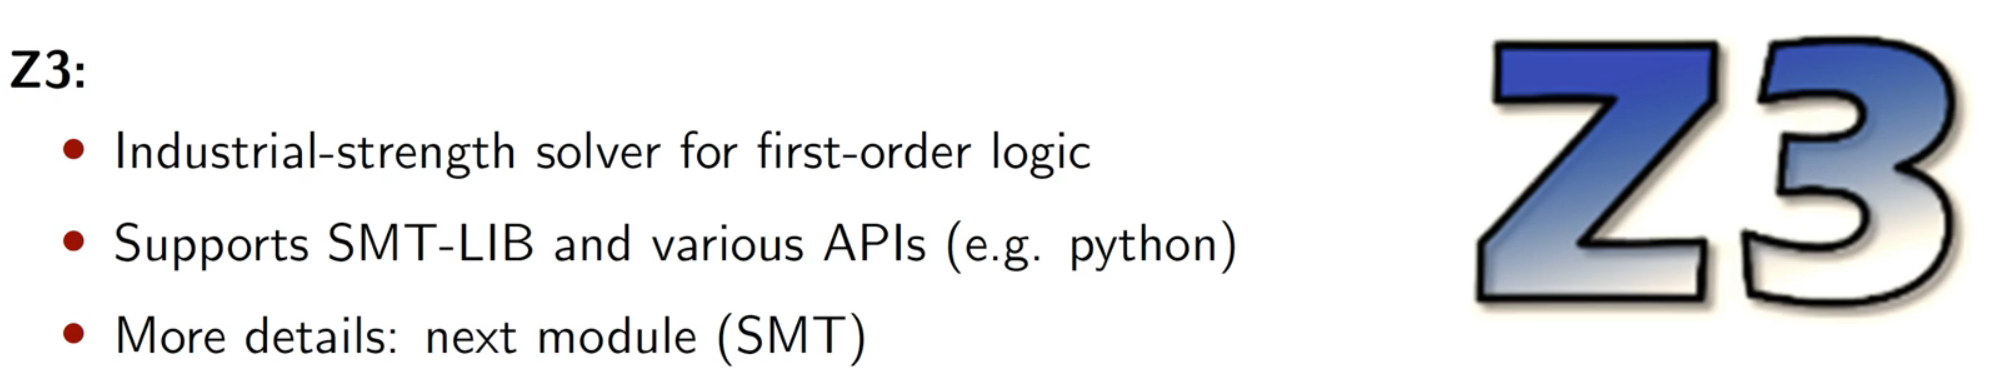 Z3:
• Industrial-strength solver for first-order logic
• Supports SMT-LIB and various APIs (e.g. python)
• More details: next module (SMT)
Z3